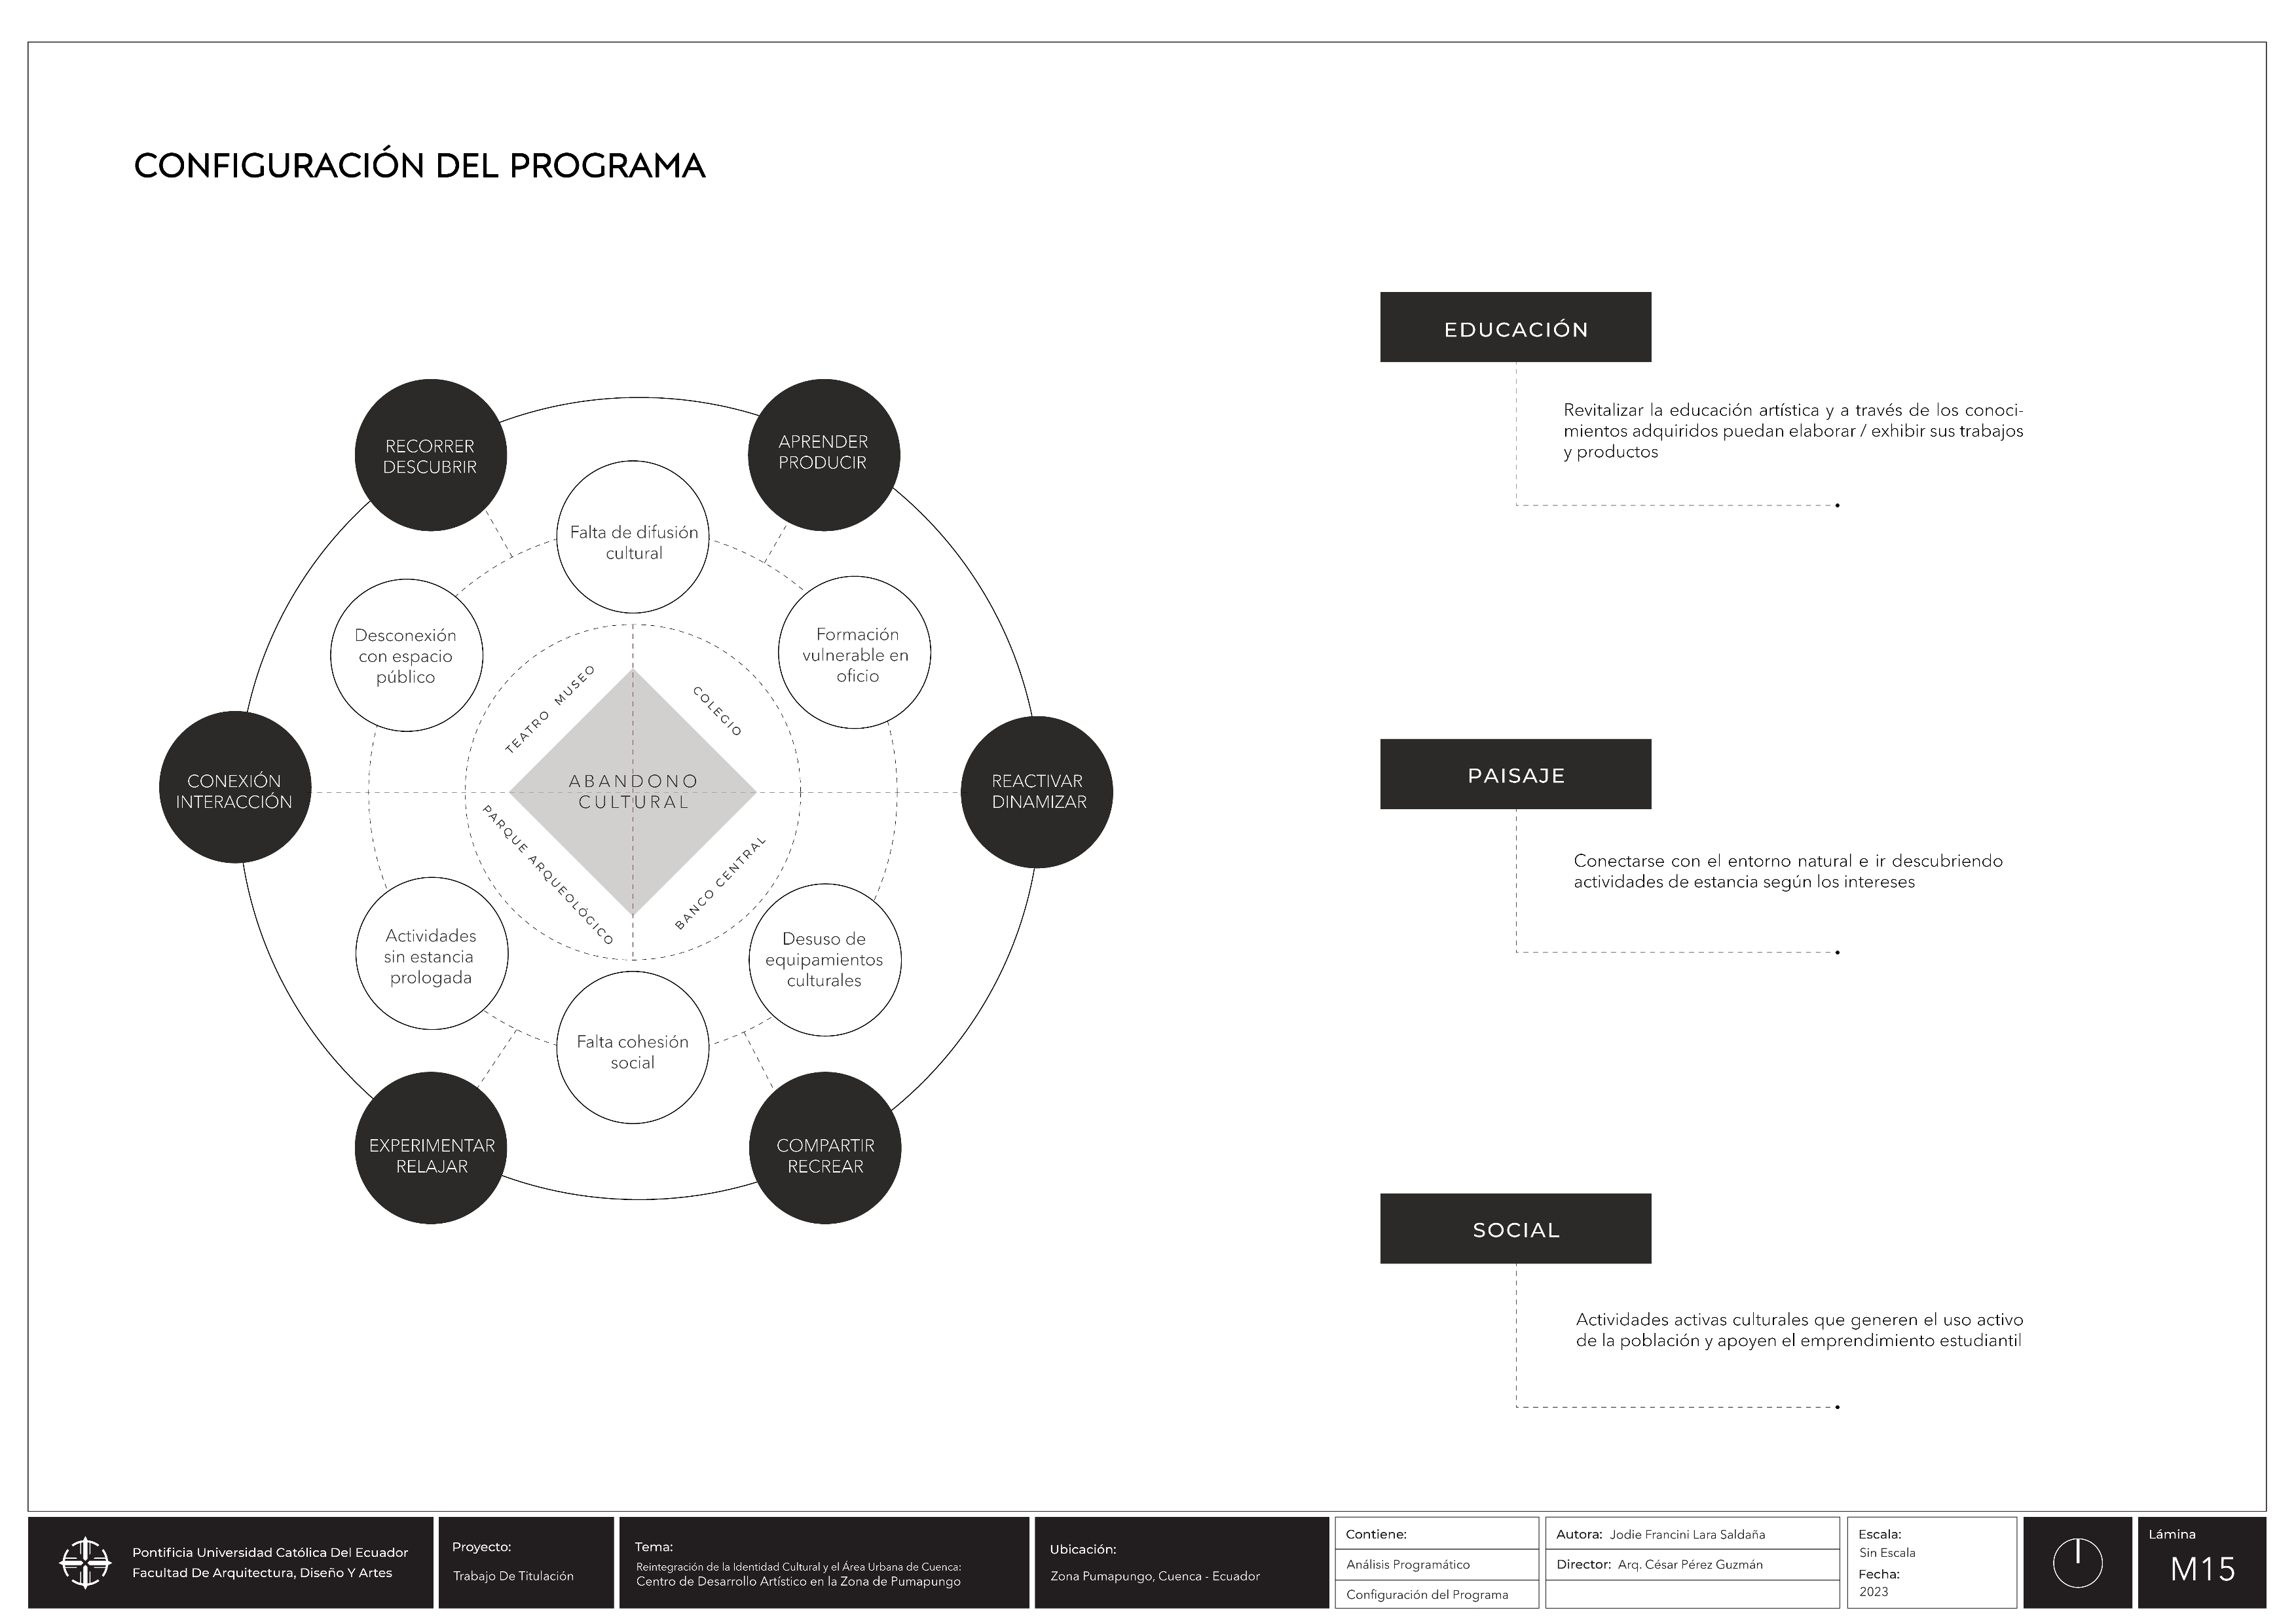 CONFIGURACIÓN DEL PROGRAMA
RECORRER
DESCUBRIR
APRENDER
PRODUCIR
Falta de difusión
cultural
Desconexión
con espacio
público
Formación
vulnerable en
oficio
TEATRO MUSEO
COLEGIO
CONEXIÓN
INTERACCIÓN
ABANDONO
CULTURAL
REACTIVAR
DINAMIZAR
PARQUE ARQUEOLÓGICO
BANCO CENTRAL
Actividades
sin estancia
prologada
Desuso de
equipamientos
culturales
Falta cohesión
social
EXPERIMENTAR
RELAJAR
COMPARTIR
RECREAR
EDUCACIÓN
Revitalizar la educación artística y a través de los conoci-
mientos adquiridos puedan elaborar / exhibir sus trabajos
y productos
PAISAJE
Conectarse con el entorno natural e ir descubriendo
actividades de estancia según los intereses
SOCIAL
Actividades activas culturales que generen el uso activo
de la población y apoyen el emprendimiento estudiantil
Pontificia Universidad Católica Del Ecuador
Facultad De Arquitectura, Diseño Y Artes
Proyecto:
Trabajo De Titulación
Tema:
Reintegración de la Identidad Cultural y el Área Urbana de Cuenca:
Centro de Desarrollo Artístico en la Zona de Pumapungo
Ubicación:
Zona Pumapungo, Cuenca - Ecuador
Contiene:
Análisis Programático
Configuración del Programa
Autora: Jodie Francini Lara Saldaña
Director: Arq. César Pérez Guzmán
Escala:
Sin Escala
Fecha:
2023
Lámina
M15